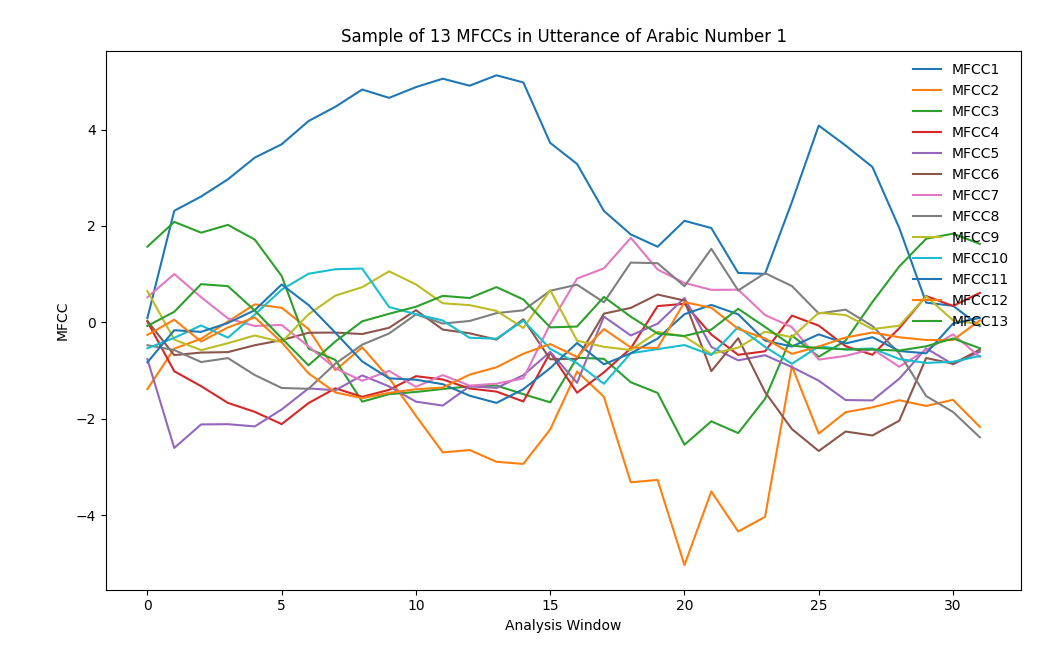 Sample of 13 MFCCs in Utterance of Arabic Number 1
MFCC
4
2
0
−2
−4
0 5 10 15 20 25 30
Analysis Window
MFCC1
MFCC2
MFCC3
MFCC4
MFCC5
MFCC6
MFCC7
MFCC8
MFCC9
MFCC10
MFCC11
MFCC12
MFCC13